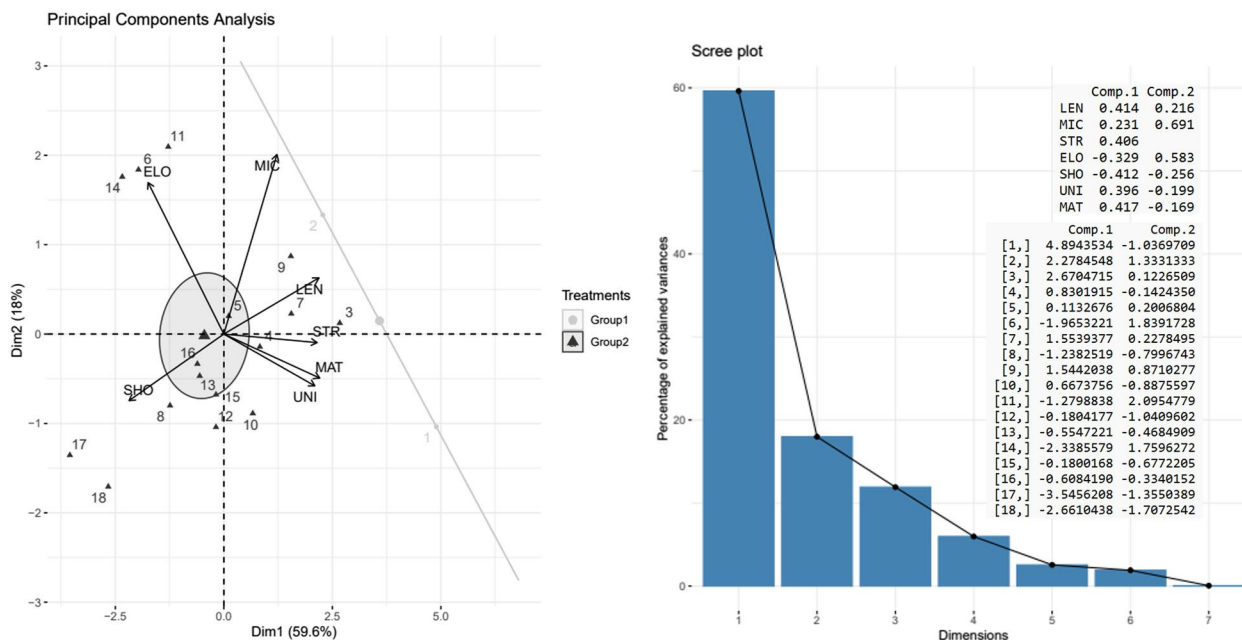 Principal Components Analysis
3
2
1
0
−1
−2
−3
Dim2 (18%)
−2.5
0.0
2.5
5.0
Dim1 (59.6%)
11
6
ELO
14
MIC
2
9
LEN
7
3
5
STR
4
16
MAT
SHO
13
15
UNI
8
12
10
1
17
18
Treatments
Group1
Group2
Scree plot
60
40
20
0
Percentage of explained variances
1
2
3
4
5
6
7
Dimensions
Comp.1 Comp.2
LEN 0.414 0.216
MIC 0.231 0.691
STR 0.406
ELO -0.329 0.583
SHO -0.412 -0.256
UNI 0.396 -0.199
MAT 0.417 -0.169
Comp.1 Comp.2
[1,] 4.8943534 -1.0369709
[2,] 2.2784548 1.3331333
[3,] 2.6704715 0.1226509
[4,] 0.8301915 -0.1424350
[5,] 0.1132676 0.2006804
[6,] -1.9653221 1.8391728
[7,] 1.5539377 0.2278495
[8,] -1.2382519 -0.7996743
[9,] 1.5442038 0.8710277
[10,] 0.6673756 -0.8875597
[11,] -1.2798838 2.0954779
[12,] -0.1804177 -1.0409602
[13,] -0.5547221 -0.4684909
[14,] -2.3385579 1.7596272
[15,] -0.1800168 -0.6772205
[16,] -0.6084190 -0.3340152
[17,] -3.5456208 -1.3550389
[18,] -2.6610438 -1.7072542